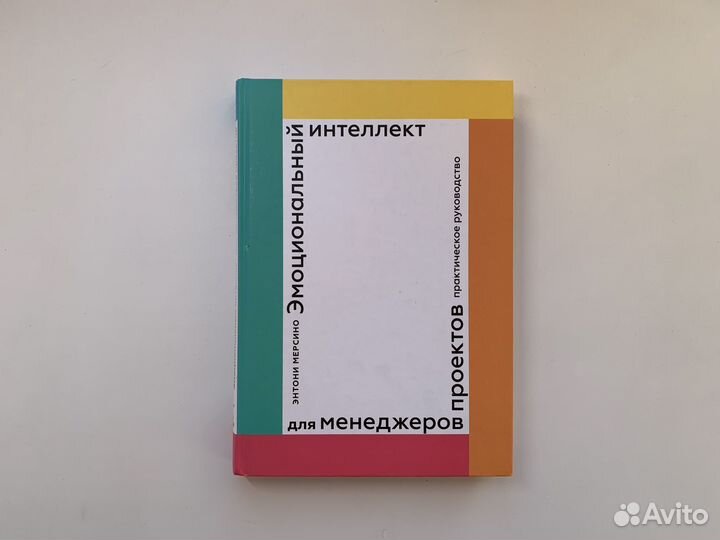 Энтони Мерсино
Эмоциональный
интеллект
для менеджеров
проектов
практическое руководство
Avito